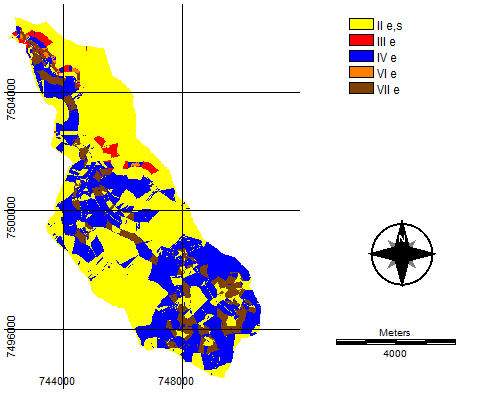 II e,s
III e
IV e
VI e
VII e
7504000
7500000
7496000
744000
748000
N
Meters
4000